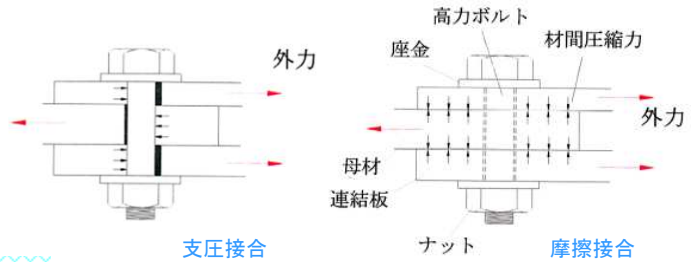 外力
支圧接合
高力ボルト
座金
材間圧縮力
外力
母材
連結板
ナット
摩擦接合